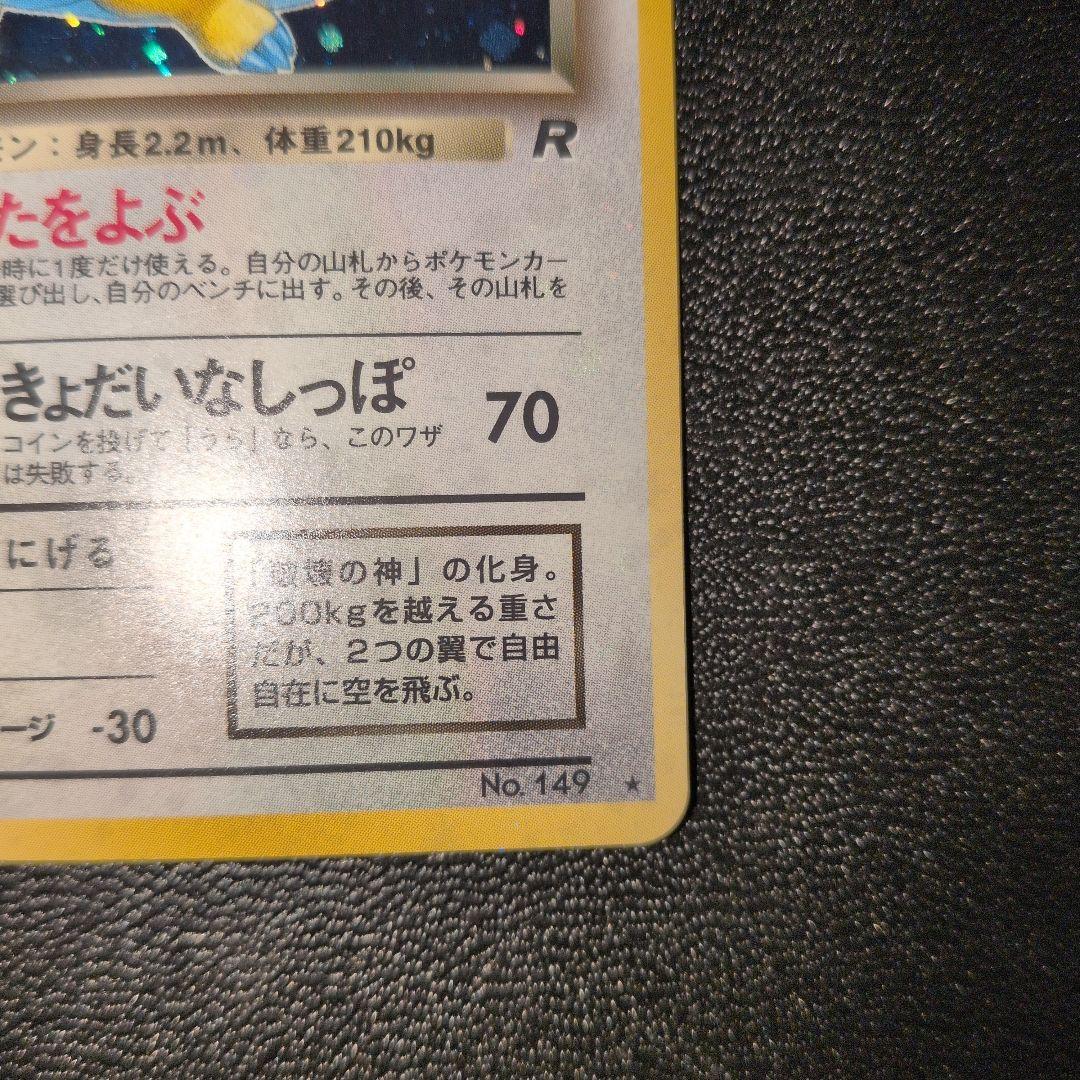 モン：身長2.2m、体重210kg R
たをよぶ
時に1度だけ使える。自分の山札からポケモンカー
選び出し、自分のベンチに出す。その後、その山札を
きょだいなしっぽ 70
コインを投げて「うら」なら、このワザ
は失敗する。
にげる
「破壊の神」の化身。
200kgを越える重さ
だが、2つの翼で自由
自在に空を飛ぶ。
ージ -30
No. 149 ★